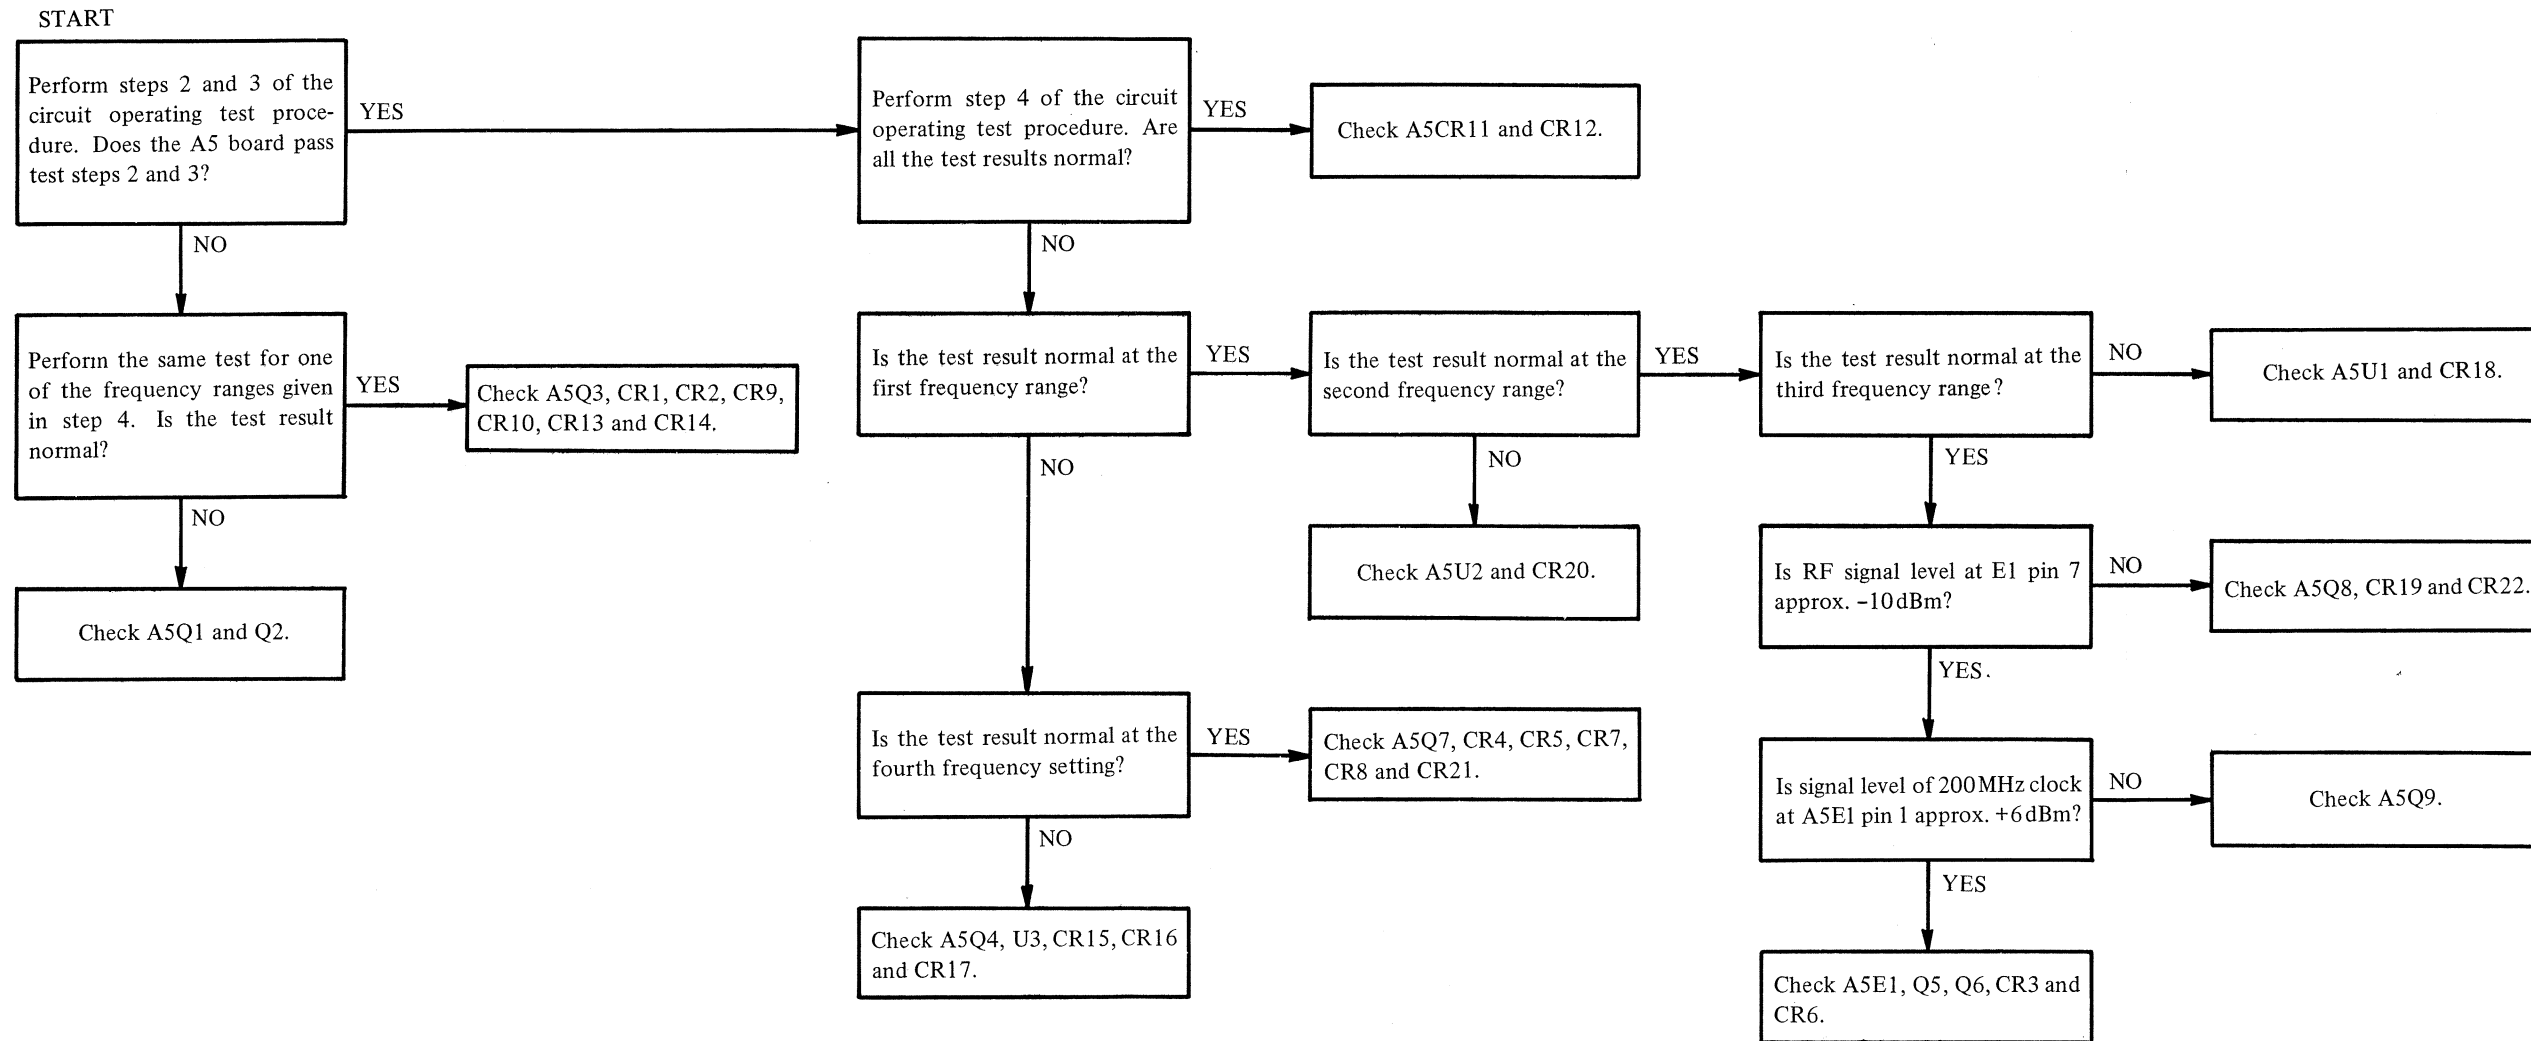 START
Perform steps 2 and 3 of the
circuit operating test proce-
dure. Does the A5 board pass
test steps 2 and 3?
YES
Perform step 4 of the circuit
operating test procedure. Are
all the test results normal?
YES
Check A5CR11 and CR12.
NO
NO
Perform the same test for one
of the frequency ranges given
in step 4. Is the test result
normal?
YES
Check A5Q3, CR1, CR2, CR9,
CR10, CR13 and CR14.
NO
Check A5Q1 and Q2.
Is the test result normal at the
first frequency range?
YES
Is the test result normal at the
second frequency range?
YES
Is the test result normal at the
third frequency range?
NO
Check A5U1 and CR18.
NO
NO
YES
Check A5U2 and CR20.
Is RF signal level at E1 pin 7
approx. -10dBm?
NO
Check A5Q8, CR19 and CR22.
YES.
Is the test result normal at the
fourth frequency setting?
YES
Check A5Q7, CR4, CR5, CR7,
CR8 and CR21.
Is signal level of 200MHz clock
at A5E1 pin 1 approx. +6dBm?
NO
Check A5Q9.
NO
YES
Check A5Q4, U3, CR15, CR16
and CR17.
Check A5E1, Q5, Q6, CR3 and
CR6.